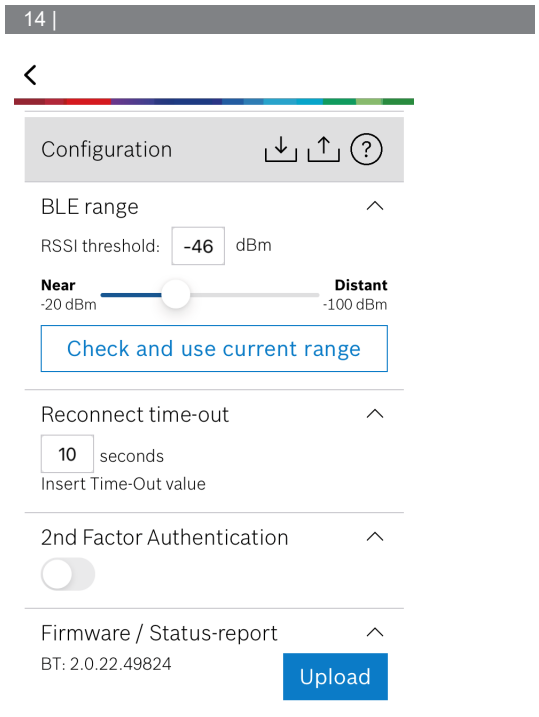 14 |
Configuration
BLE range
RSSI threshold: -46 dBm
Near Distant
-20 dBm -100 dBm
Check and use current range
Reconnect time-out
10 seconds
Insert Time-Out value
2nd Factor Authentication
Firmware / Status-report
BT: 2.0.22.49824
Upload